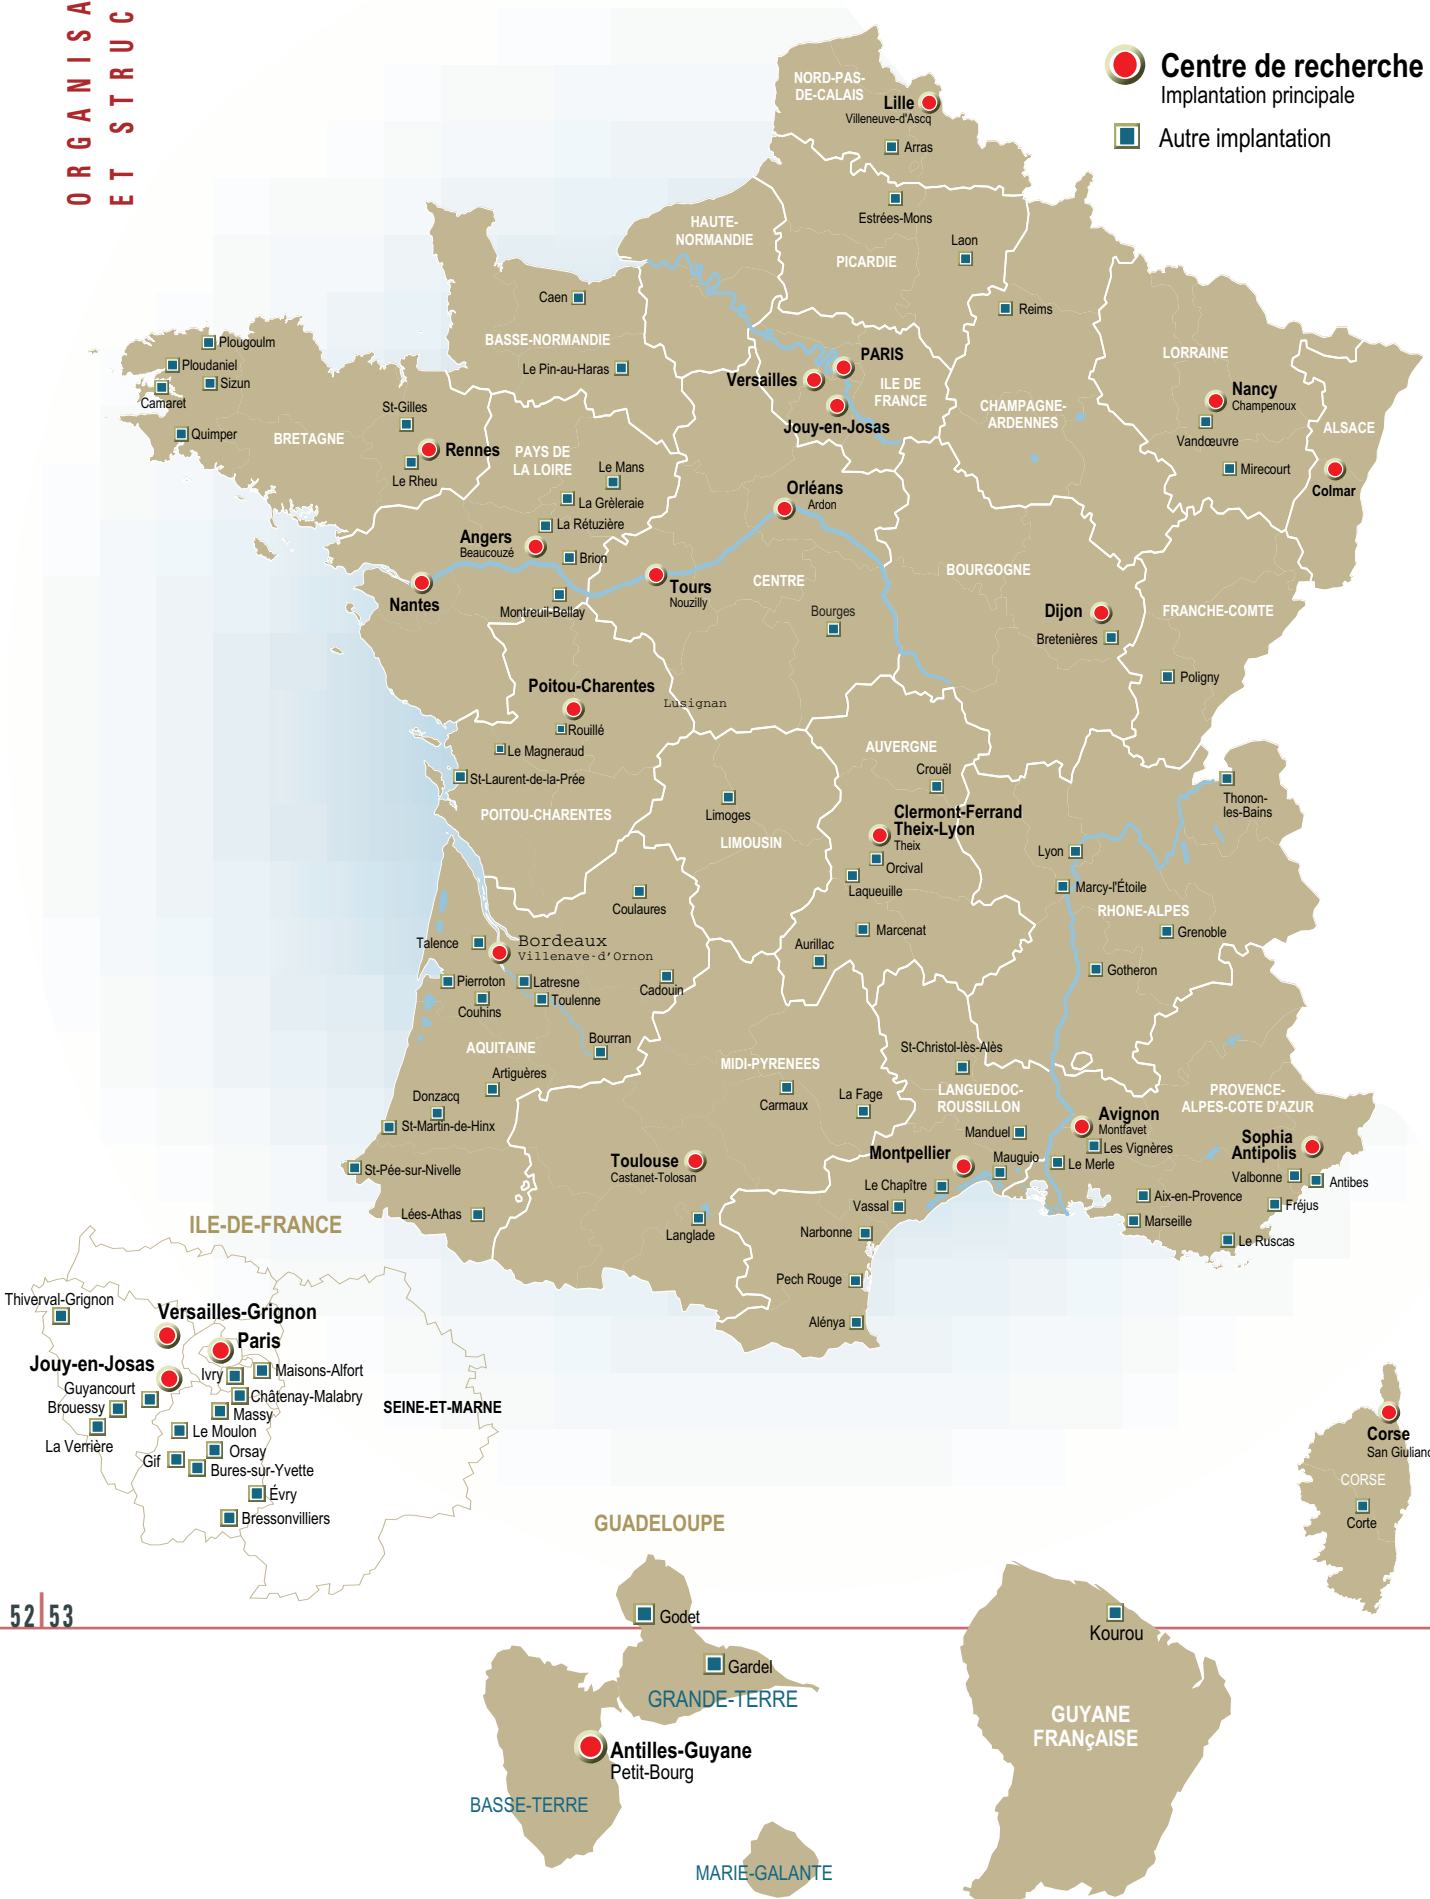 ORGANISA
ET STRUC
Centre de recherche
Implantation principale
Autre implantation
NORD-PAS-
DE-CALAIS
Lille
Villeneuve-d'Ascq
Arras
Estrées-Mons
HAUTE-
NORMANDIE
Laon
PICARDIE
Caen
Reims
BASSE-NORMANDIE
Plougoulm
PARIS
LORRAINE
Ploudaniel
Le Pin-au-Haras
Versailles
Sizun
ILE DE
FRANCE
Nancy
Champenoux
Camaret
St-Gilles
CHAMPAGNE-
ARDENNES
Jouy-en-Josas
ALSACE
Quimper
BRETAGNE
Vandœuvre
Rennes
PAYS DE
LA LOIRE
Le Mans
Mirecourt
Le Rheu
Colmar
Orléans
Ardon
La Grèleraie
La Rétuzière
Angers
Beaucouzé
Brion
BOURGOGNE
CENTRE
Tours
Nouzilly
Nantes
Montreuil-Bellay
Bourges
Dijon
FRANCHE-COMTE
Bretenières
Poligny
Poitou-Charentes
Lusignan
Rouillé
Le Magneraud
AUVERGNE
Crouël
St-Laurent-de-la-Prée
Thonon-
les-Bains
POITOU-CHARENTES
Limoges
Clermont-Ferrand
Theix-Lyon
Theix
LIMOUSIN
Lyon
Orcival
Laqueuille
Marcy-l'Étoile
Coulaures
RHONE-ALPES
Marcenat
Grenoble
Talence
Bordeaux
Villenave-d’Ornon
Aurillac
Gotheron
Pierroton
Latresne
Cadouin
Couhins
Toulenne
Bourran
AQUITAINE
St-Christol-lès-Alès
MIDI-PYRENEES
Artiguères
LANGUEDOC-
ROUSSILLON
PROVENCE-
ALPES-COTE D'AZUR
Donzacq
Carmaux
La Fage
St-Martin-de-Hinx
Avignon
Montfavet
Manduel
Sophia
Antipolis
Les Vignères
Toulouse
Castanet-Tolosan
Montpellier
Mauguio
Le Merle
St-Pée-sur-Nivelle
Valbonne
Antibes
Le Chapître
Aix-en-Provence
Vassal
Fréjus
Lées-Athas
Marseille
Langlade
Narbonne
Le Ruscas
Pech Rouge
Alénya
ILE-DE-FRANCE
Thiverval-Grignon
Versailles-Grignon
Paris
Jouy-en-Josas
Ivry
Maisons-Alfort
Guyancourt
Châtenay-Malabry
Brouessy
Massy
SEINE-ET-MARNE
Le Moulon
La Verrière
Orsay
Gif
Bures-sur-Yvette
Évry
Bressonvilliers
Corse
San Giuliano
CORSE
Corte
GUADELOUPE
52|53
Godet
Gardel
GRANDE-TERRE
Antilles-Guyane
Petit-Bourg
BASSE-TERRE
MARIE-GALANTE
Kourou
GUYANE
FRANçAISE